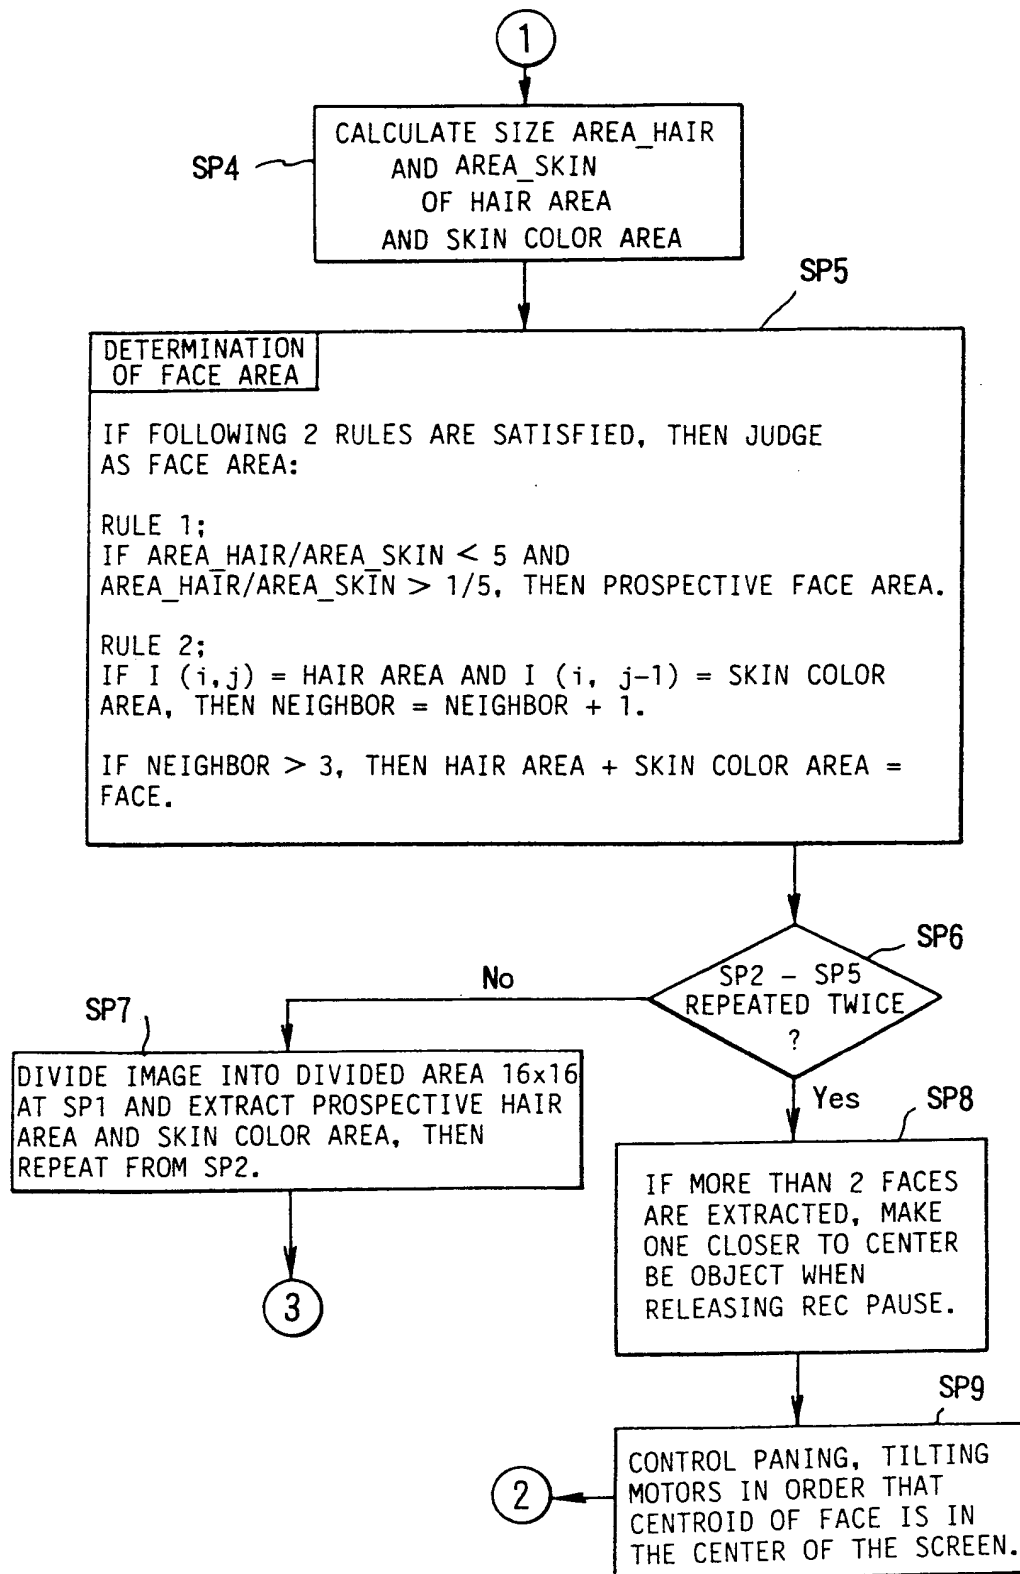 1
CALCULATE SIZE AREA_HAIR
AND AREA_SKIN
OF HAIR AREA
AND SKIN COLOR AREA
SP4
SP5
DETERMINATION
OF FACE AREA
IF FOLLOWING 2 RULES ARE SATISFIED, THEN JUDGE
AS FACE AREA:
RULE 1;
IF AREA_HAIR/AREA_SKIN < 5 AND
AREA_HAIR/AREA_SKIN > 1/5, THEN PROSPECTIVE FACE AREA.
RULE 2;
IF I (i,j) = HAIR AREA AND I (i, j-1) = SKIN COLOR
AREA, THEN NEIGHBOR = NEIGHBOR + 1.
IF NEIGHBOR > 3, THEN HAIR AREA + SKIN COLOR AREA =
FACE.
SP6
SP2 - SP5
REPEATED TWICE
?
No
Yes
SP7
DIVIDE IMAGE INTO DIVIDED AREA 16x16
AT SP1 AND EXTRACT PROSPECTIVE HAIR
AREA AND SKIN COLOR AREA, THEN
REPEAT FROM SP2.
3
SP8
IF MORE THAN 2 FACES
ARE EXTRACTED, MAKE
ONE CLOSER TO CENTER
BE OBJECT WHEN
RELEASING REC PAUSE.
SP9
CONTROL PANING, TILTING
MOTORS IN ORDER THAT
CENTROID OF FACE IS IN
THE CENTER OF THE SCREEN.
2